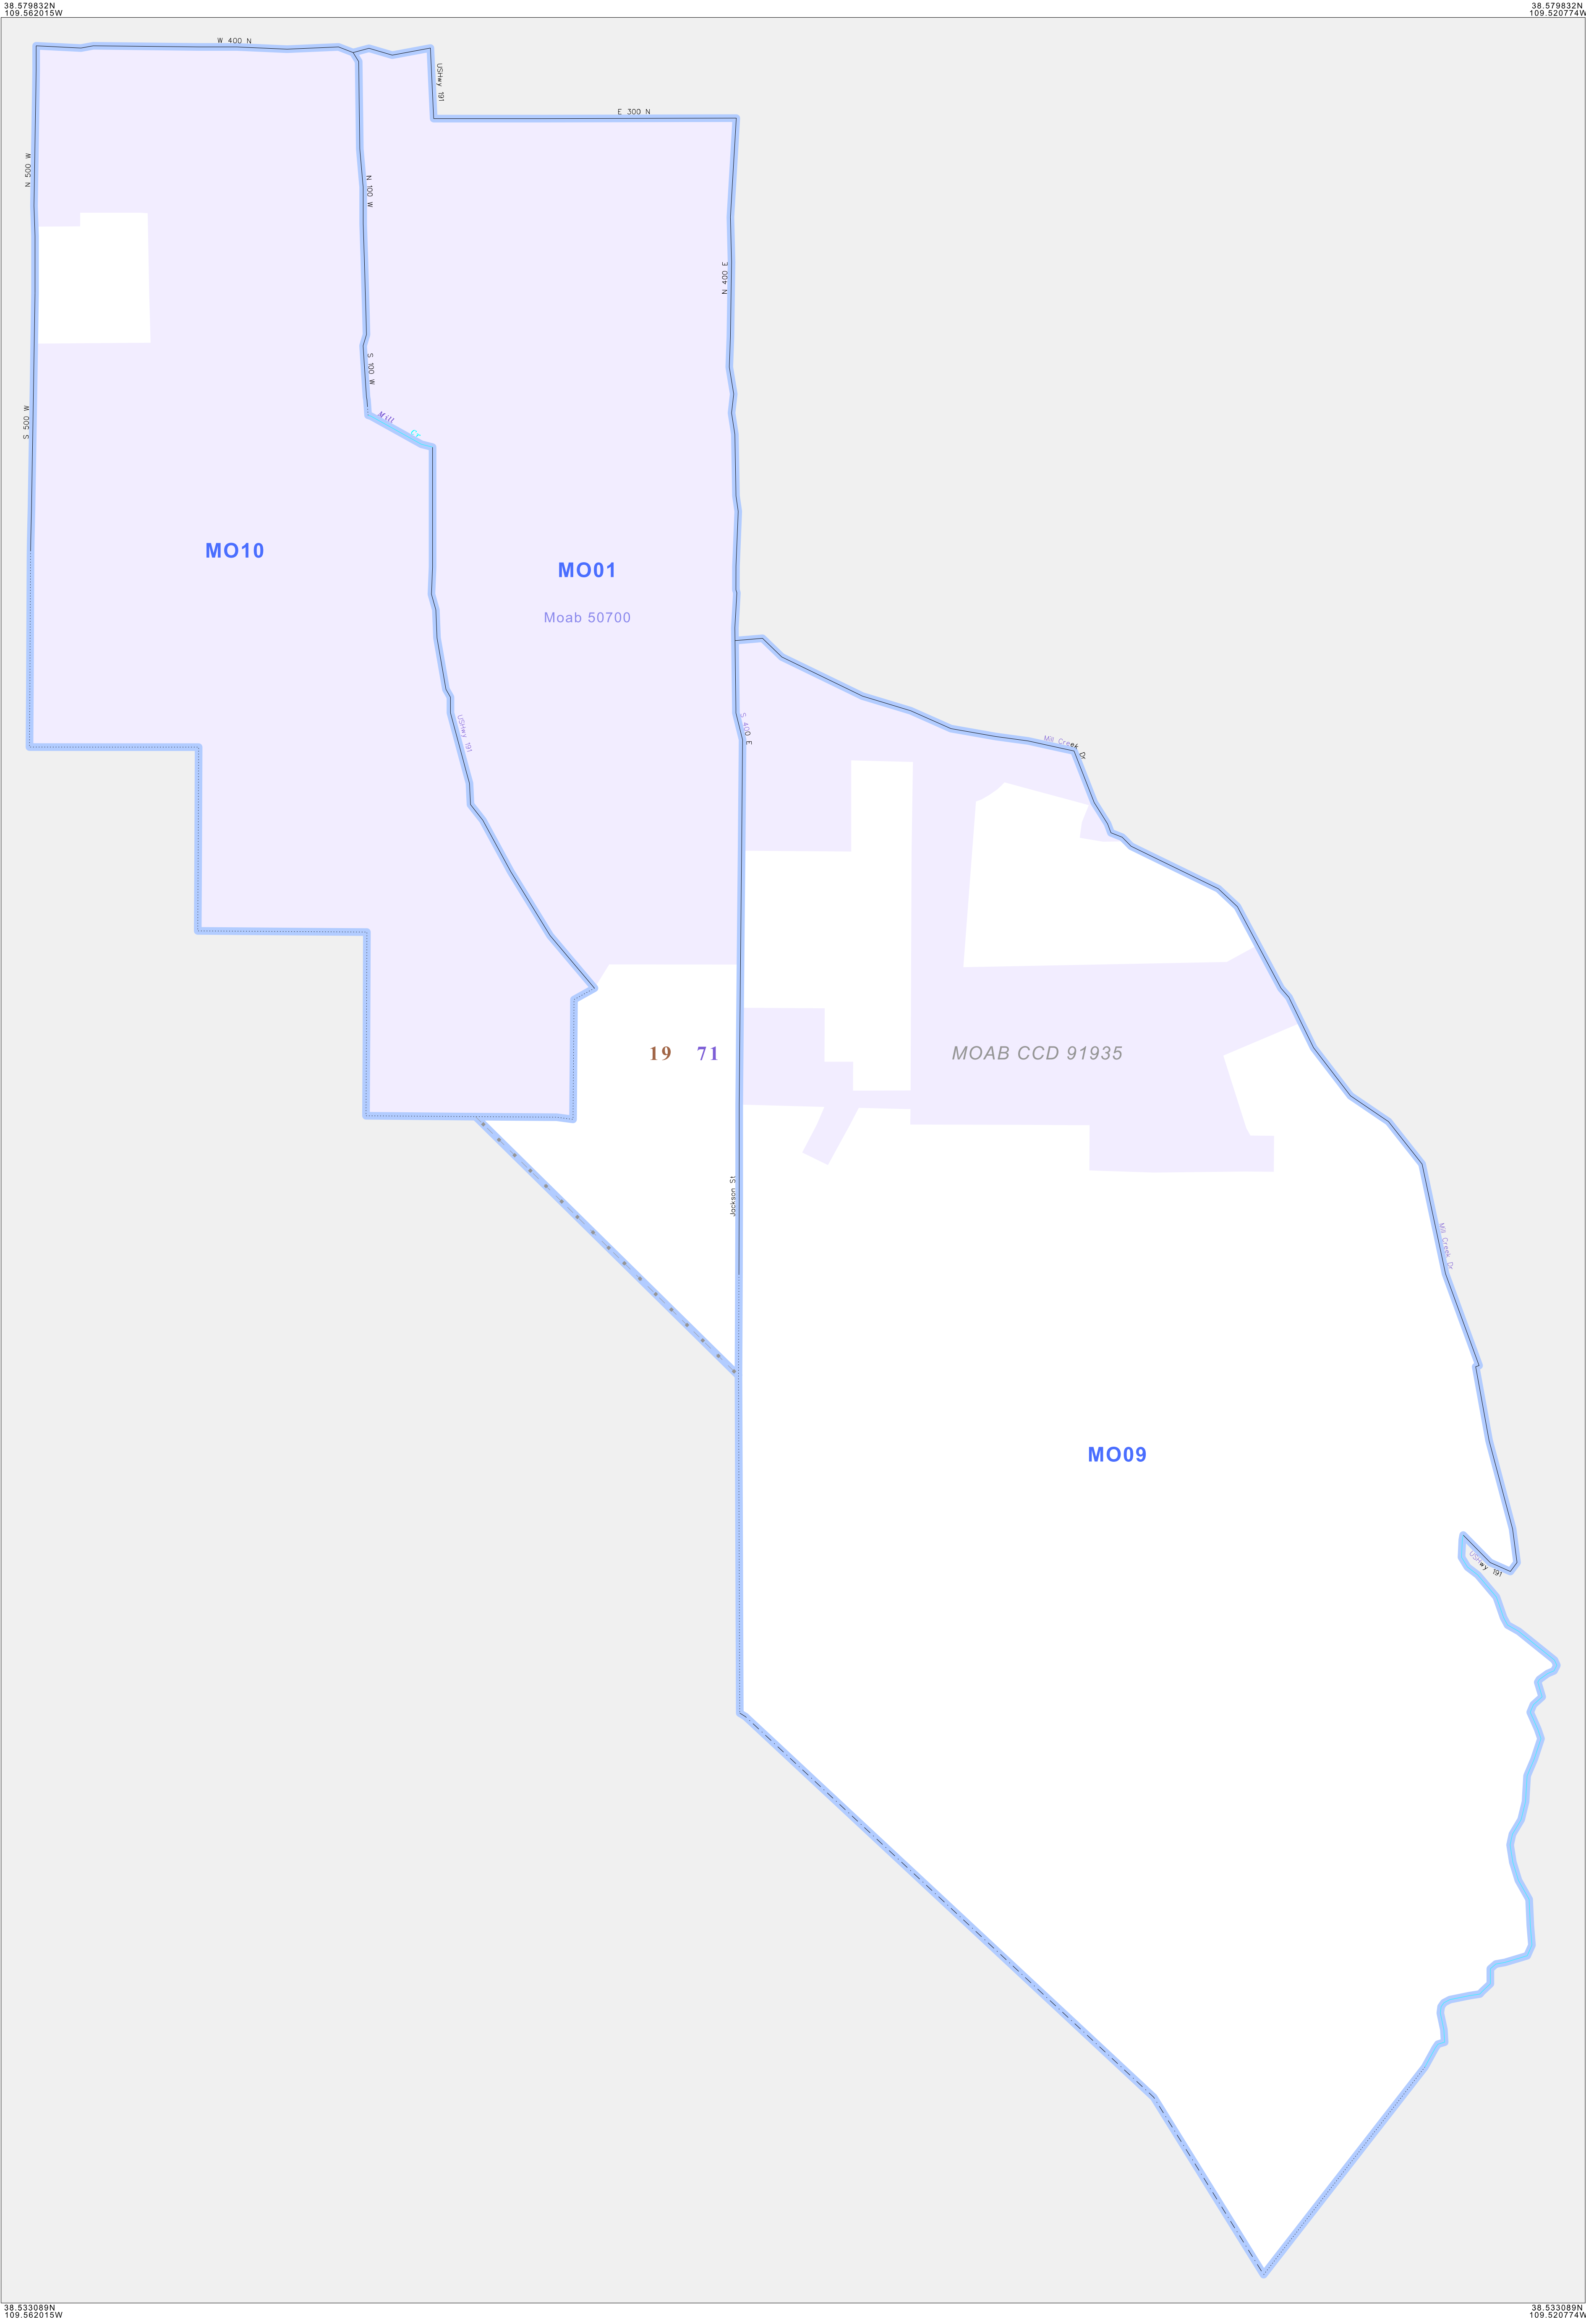 38.579832N
109.562015W
38.579832N
109.520774W
W 400 N
USHwy 191
E 300 N
N 500 W
N 100 W
N 400 E
S 100 W
S 500 W
Mill Cr
MO10
MO01
Moab 50700
S 400 E
USHwy 191
Mill Creek Dr
19 71
MOAB CCD 91935
Jackson St
Mill Creek Dr
MO09
USHwy 191
38.533089N
109.562015W
38.533089N
109.520774W